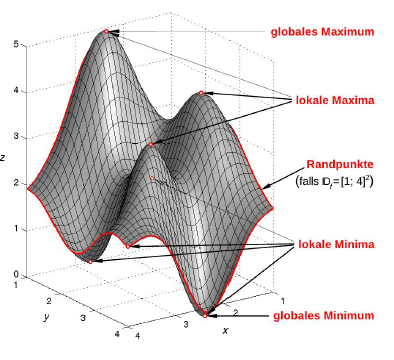 globales Maximum
lokale Maxima
Randpunkte
(falls ID_f=[1; 4]²)
lokale Minima
globales Minimum
5
4
3
z
2
1
0
1
2
y
3
4
4
3
x
2
1